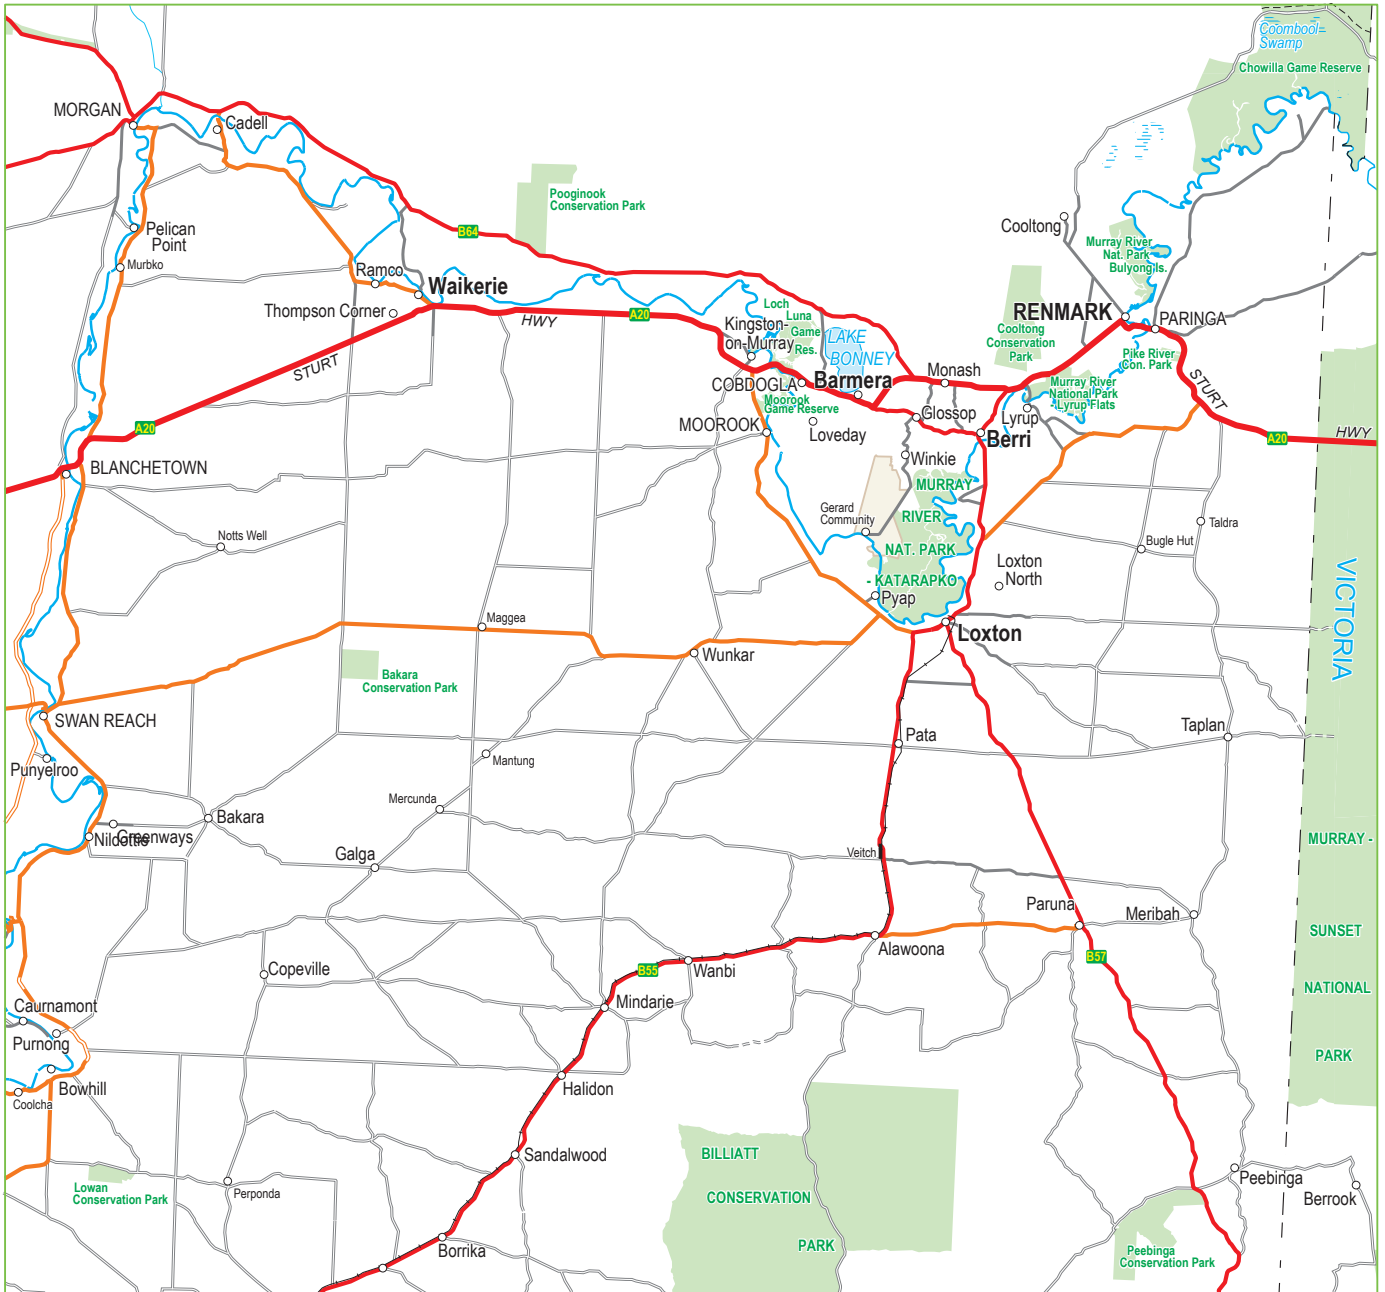 Coombool
Swamp
Chowilla Game Reserve
MORGAN
Cadell
Pooginook
Conservation Park
Pelican
Point
B64
Cooltong
Murray River
Nat. Park
Bulyong Is.
Murbko
Ramco
Waikerie
Thompson Corner
HWY
A20
STURT
Loch
Luna
Game
Res.
Kingston-
on-Murray
LAKE
BONNEY
RENMARK
PARINGA
Cooltong
Conservation
Park
Pike River
Con. Park
COBDOGLA
Barmera
Monash
Murray River
National Park
- Lyrup Flats
STURT
Moorook
Game Reserve
Glossop
Lyrup
A20
MOOROOK
Loveday
Berri
A20
HWY
BLANCHETOWN
Winkie
MURRAY
RIVER
NAT. PARK
- KATARAPKO
Gerard
Community
Taldra
Notts Well
Bugle Hut
Loxton
North
VICTORIA
Pyap
Maggea
Loxton
Wunkar
Bakara
Conservation Park
SWAN REACH
Taplan
Pata
Punyelroo
Mantung
Mercunda
Bakara
Greenways
Nildottie
MURRAY -
SUNSET
NATIONAL
PARK
Galga
Veitch
Paruna
Meribah
Alawoona
B57
Copeville
B55
Wanbi
Mindarie
Caurnamont
Purnong
Bowhill
Coolcha
Halidon
Sandalwood
BILLIATT
CONSERVATION
PARK
Lowan
Conservation Park
Perponda
Peebinga
Berrook
Borrika
Peebinga
Conservation Park